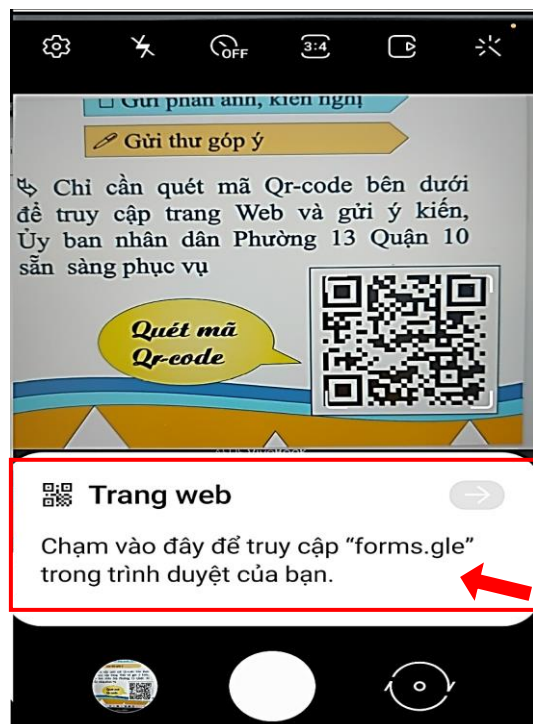 OFF
3:4
Gửi phản ánh, kiến nghị
Gửi thư góp ý
Chỉ cần quét mã Qr-code bên dưới
để truy cập trang Web và gửi ý kiến,
Ủy ban nhân dân Phường 13 Quận 10
sẵn sàng phục vụ
Quét mã
Qr-code
Trang web
Chạm vào đây để truy cập “forms.gle”
trong trình duyệt của bạn.